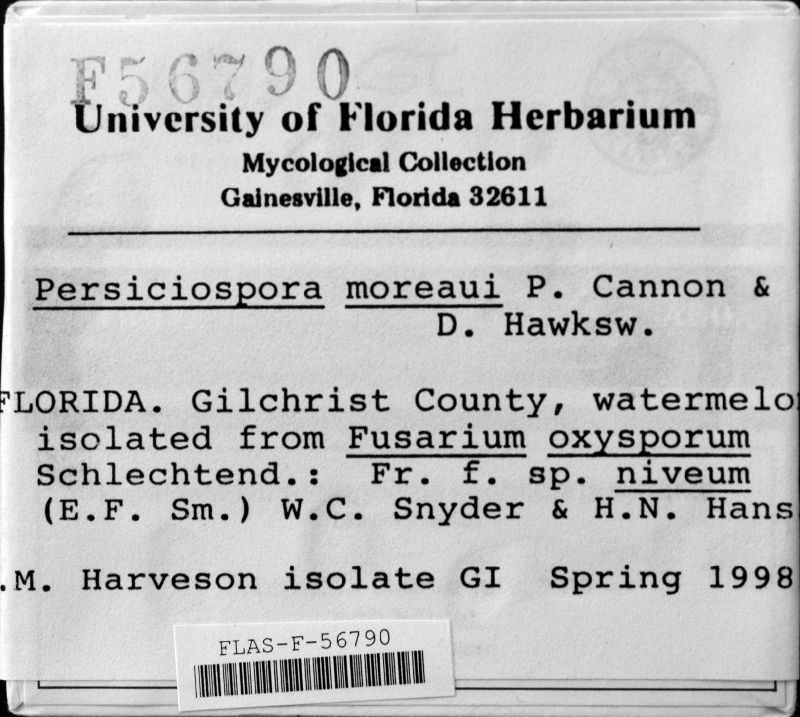 F56790
University of Florida Herbarium
Mycological Collection
Gainesville, Florida 32611
Persiciospora moreaui P. Cannon &
D. Hawksw.
FLORIDA. Gilchrist County, watermelo
isolated from Fusarium oxysporum
Schlechtend.: Fr. f. sp. niveum
(E.F. Sm.) W.C. Snyder & H.N. Hans
.M. Harveson isolate GI Spring 1998
FLAS-F-56790